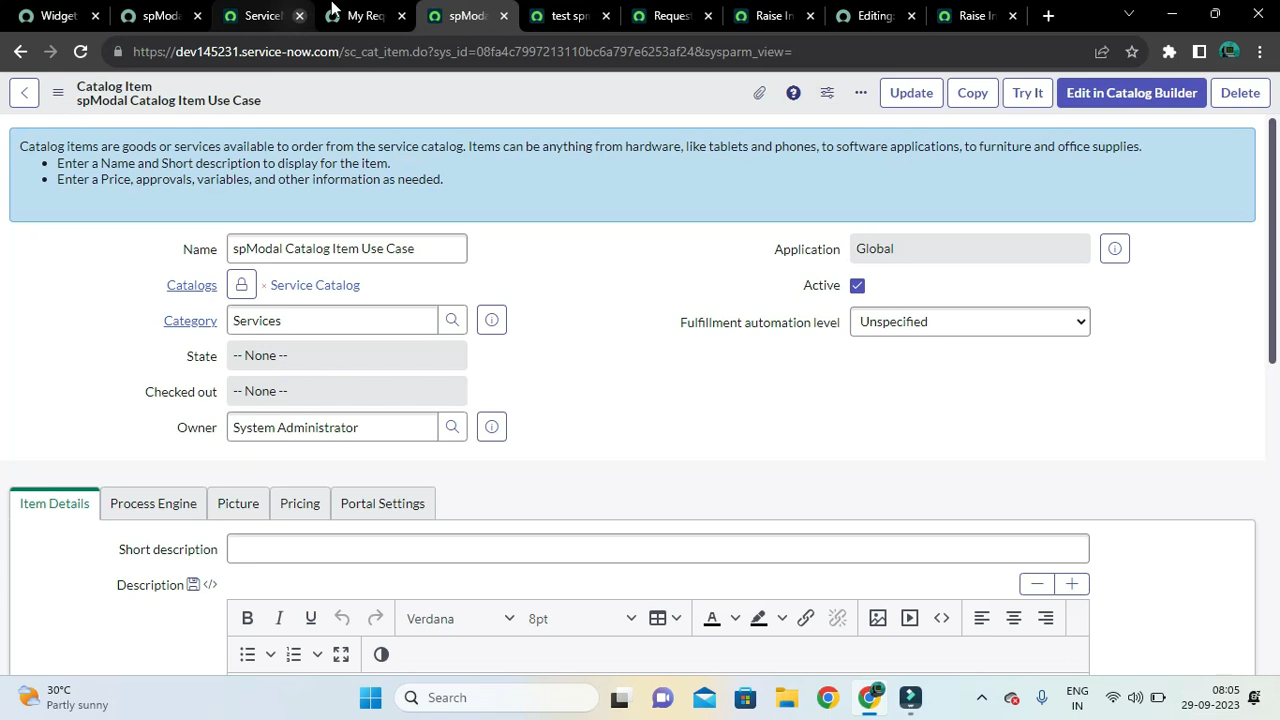 Widget
spMod
Service
My Req
spMod
test spn
Request
Raise In
Editing:
Raise In
https://dev145231.service-now.com/sc_cat_item.do?sys_id=08fa4c7997213110bc6a797e6253af24&sysparm_view=
Catalog Item
spModal Catalog Item Use Case
Update
Copy
Try It
Edit in Catalog Builder
Delete
Catalog items are goods or services available to order from the service catalog. Items can be anything from hardware, like tablets and phones, to software applications, to furniture and office supplies.
Enter a Name and Short description to display for the item.
Enter a Price, approvals, variables, and other information as needed.
Name spModal Catalog Item Use Case
Application Global
Catalogs × Service Catalog
Active
Category Services
Fulfillment automation level Unspecified
State -- None --
Checked out -- None --
Owner System Administrator
Item Details
Process Engine
Picture
Pricing
Portal Settings
Short description
Description
B I U Verdana 8pt A
30°C
Partly sunny
Search
ENG
IN
08:05
29-09-2023